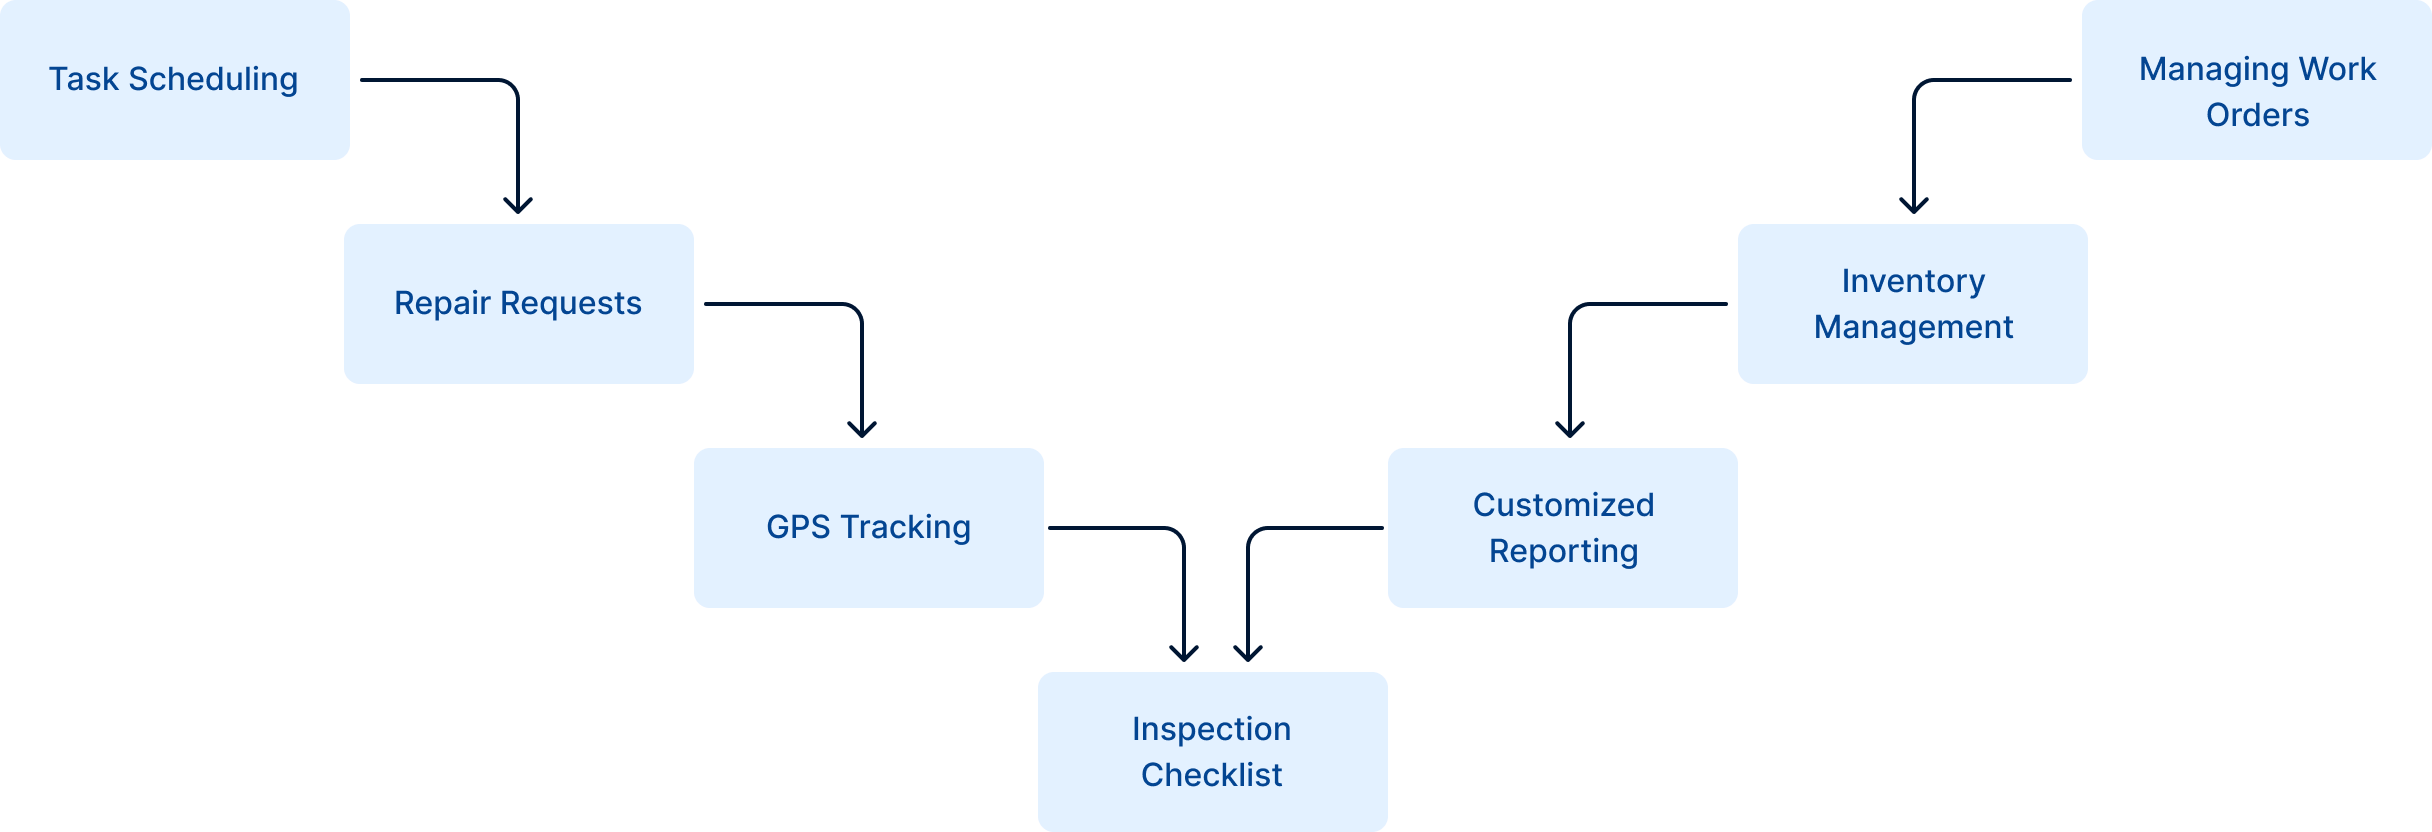 Task Scheduling
Managing Work
Orders
Repair Requests
Inventory
Management
GPS Tracking
Customized
Reporting
Inspection
Checklist